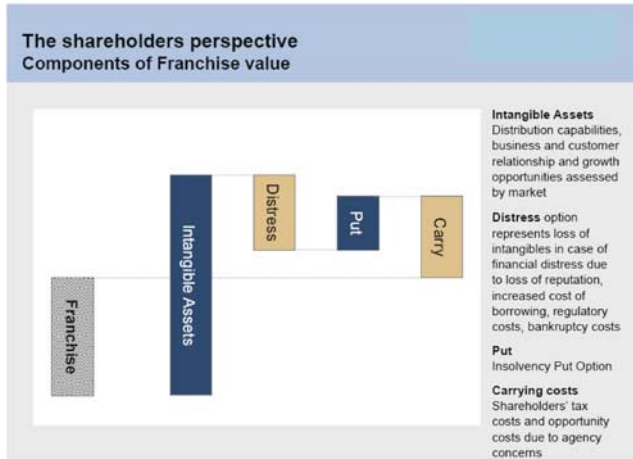 The shareholders perspective
Components of Franchise value
Franchise
Intangible Assets
Distress
Put
Carry
Intangible Assets
Distribution capabilities,
business and customer
relationship and growth
opportunities assessed
by market
Distress option
represents loss of
intangibles in case of
financial distress due
to loss of reputation,
increased cost of
borrowing, regulatory
costs, bankruptcy costs
Put
Insolvency Put Option
Carrying costs
Shareholders' tax
costs and opportunity
costs due to agency
concerns